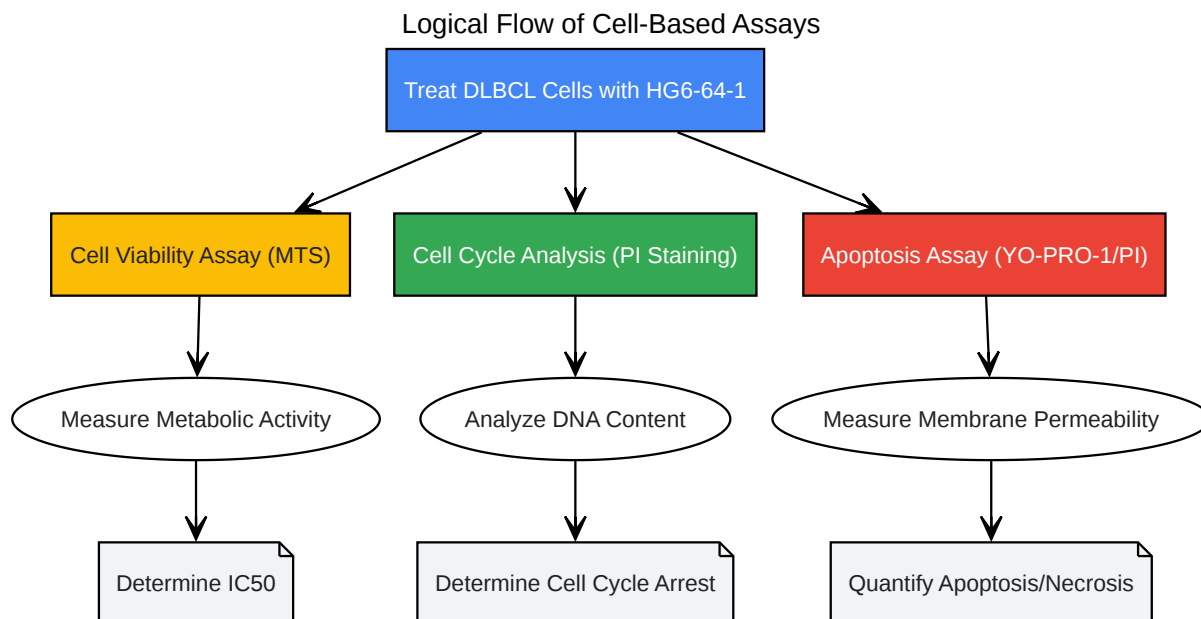 Logical Flow of Cell-Based Assays
Treat DLBCL Cells with HG6-64-1
Cell Viability Assay (MTS)
Cell Cycle Analysis (PI Staining)
Apoptosis Assay (YO-PRO-1/PI)
Measure Metabolic Activity
Analyze DNA Content
Measure Membrane Permeability
Determine IC50
Determine Cell Cycle Arrest
Quantify Apoptosis/Necrosis